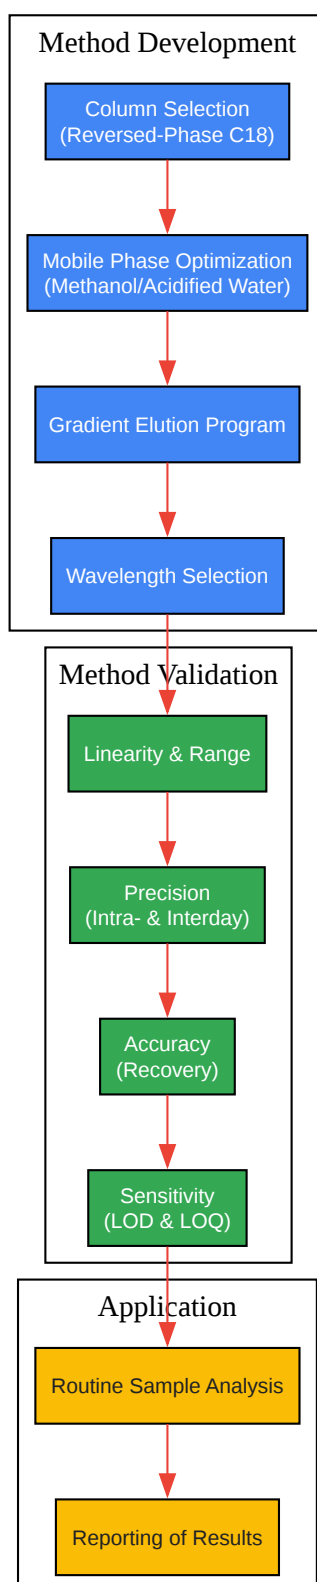 Method Development
Column Selection
(Reversed-Phase C18)
Mobile Phase Optimization
(Methanol/Acidified Water)
Gradient Elution Program
Wavelength Selection
Method Validation
Linearity & Range
Precision
(Intra- & Interday)
Accuracy
(Recovery)
Sensitivity
(LOD & LOQ)
Application
Routine Sample Analysis
Reporting of Results